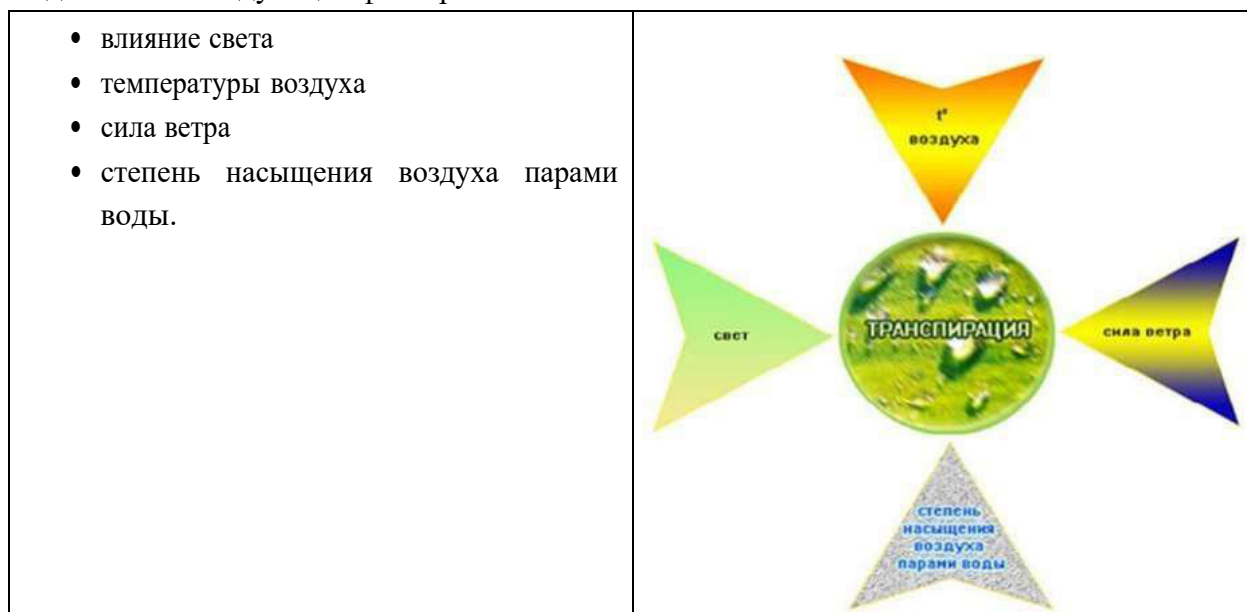 • влияние света
• температуры воздуха
• сила ветра
• степень насыщения воздуха парами
воды.
t°
воздуха
свет
ТРАНСПИРАЦИЯ
сила ветра
степень
насыщения
воздуха
парами воды